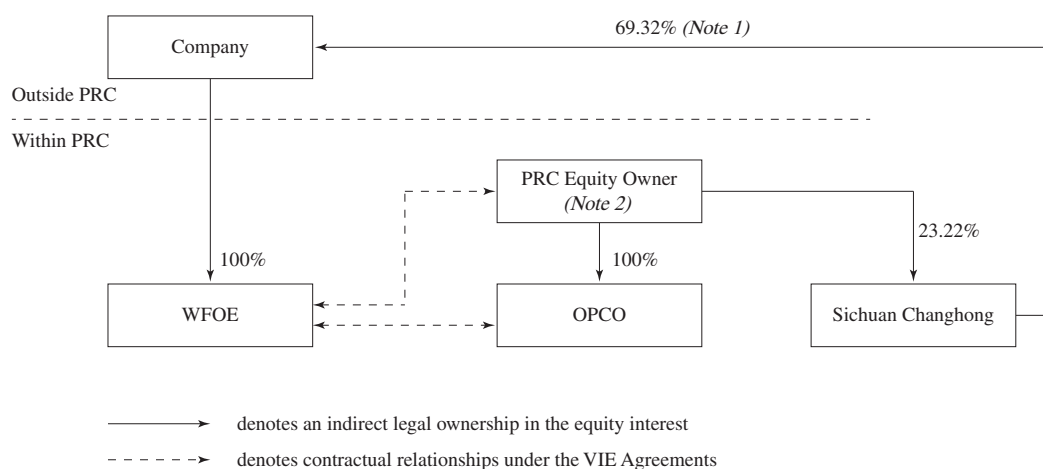 69.32% (Note 1)
Company
Outside PRC
Within PRC
PRC Equity Owner
(Note 2)
23.22%
100%
100%
WFOE
OPCO
Sichuan Changhong
denotes an indirect legal ownership in the equity interest
denotes contractual relationships under the VIE Agreements